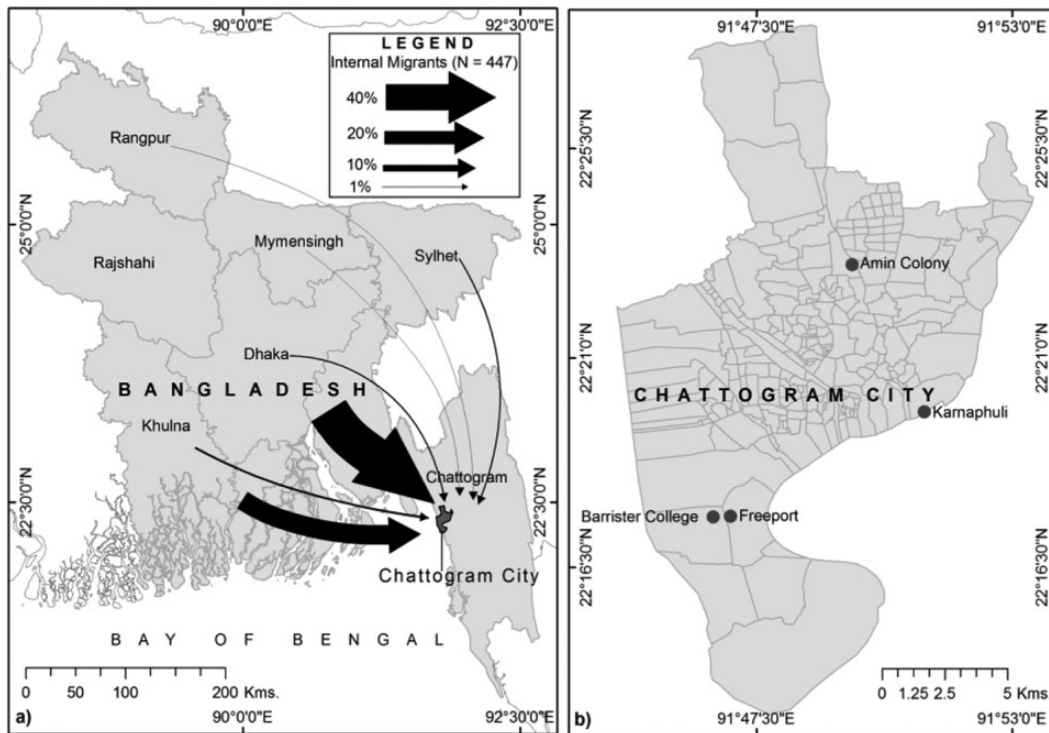 90°0'0"E
92°30'0"E
LEGEND
Internal Migrants (N = 447)
40%
20%
10%
1%
Rangpur
25°0'0"N
25°0'0"N
Mymensingh
Sylhet
Rajshahi
Dhaka
BANGLADESH
Khulna
Chattogram
22°30'0"N
22°30'0"N
Chattogram City
BAY OF BENGAL
0 50 100 200 Kms.
a)
90°0'0"E
92°30'0"E
91°47'30"E
91°53'0"E
22°25'30"N
22°25'30"N
Amin Colony
22°21'0"N
22°21'0"N
CHATTOGRAM CITY
Karnaphuli
Barrister College
Freeport
22°16'30"N
22°16'30"N
0 1.25 2.5 5 Kms.
b)
91°47'30"E
91°53'0"E